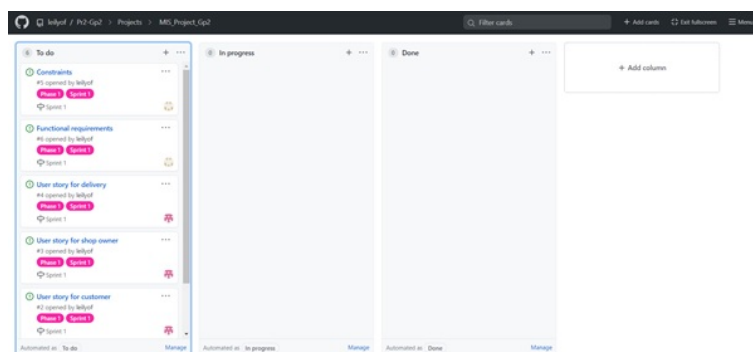 leilyof / Pr2-Gp2 > Projects > MIS_Project_Gp2
Filter cards
+ Add cards
Exit fullscreen
Menu
6 To do
Constraints
#5 opened by leilyof
Phase 1 Sprint 1
Sprint 1
Functional requirements
#6 opened by leilyof
Phase 1 Sprint 1
Sprint 1
User story for delivery
#4 opened by leilyof
Phase 1 Sprint 1
Sprint 1
User story for shop owner
#3 opened by leilyof
Phase 1 Sprint 1
Sprint 1
User story for customer
#2 opened by leilyof
Phase 1 Sprint 1
Sprint 1
Automated as To do Manage
0 In progress
Automated as In progress Manage
0 Done
Automated as Done Manage
+ Add column